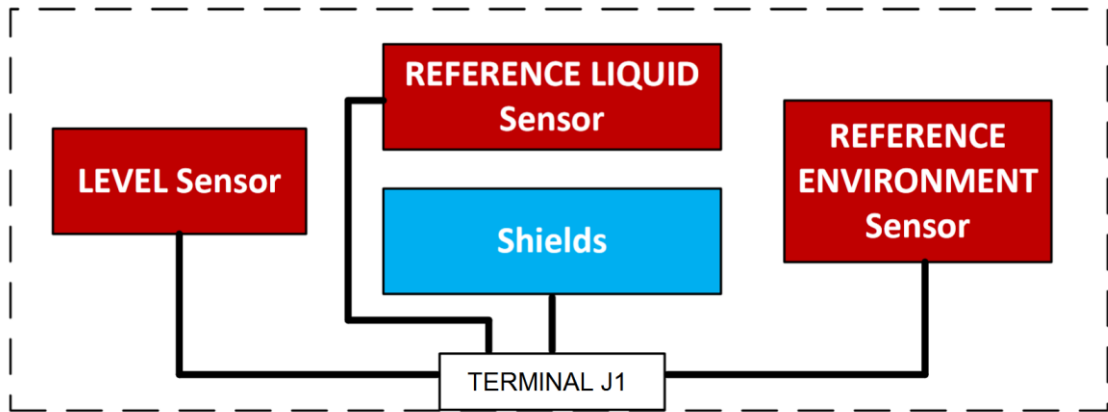 REFERENCE LIQUID
Sensor
LEVEL Sensor
REFERENCE
ENVIRONMENT
Sensor
Shields
TERMINAL J1